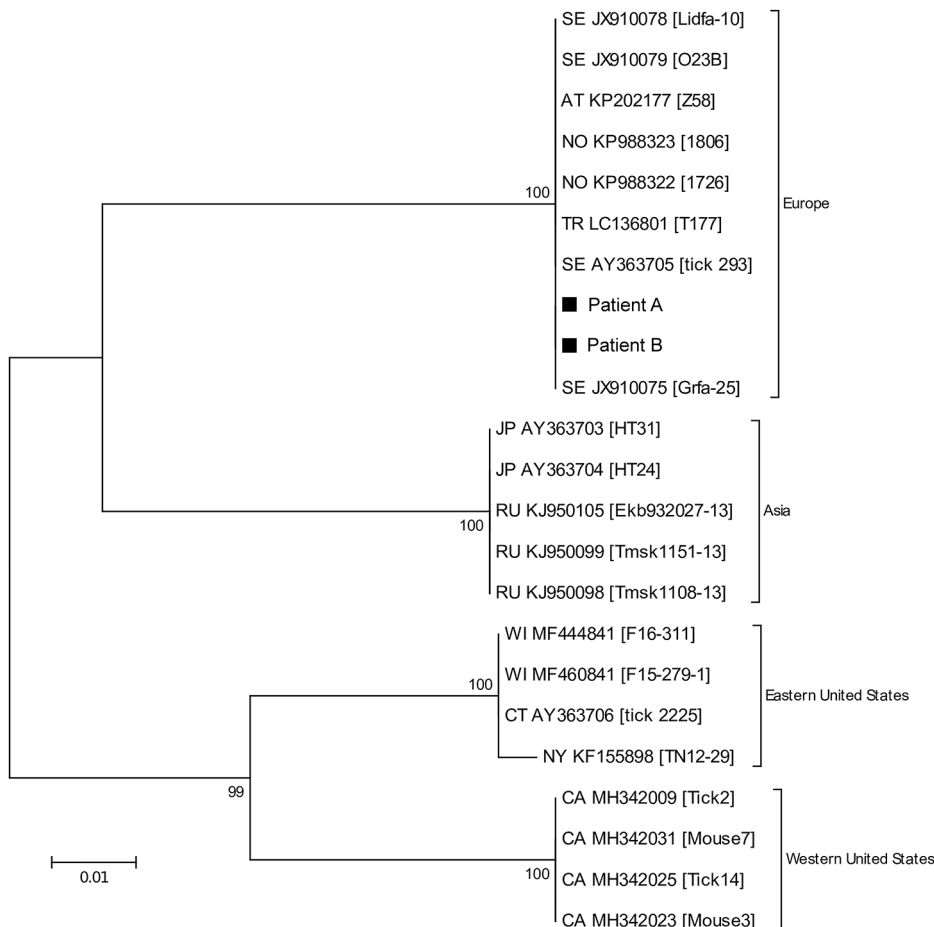 SE JX910078 [Lidfa-10]
SE JX910079 [O23B]
AT KP202177 [Z58]
NO KP988323 [1806]
NO KP988322 [1726]
100
Europe
TR LC136801 [T177]
SE AY363705 [tick 293]
Patient A
Patient B
SE JX910075 [Grfa-25]
JP AY363703 [HT31]
JP AY363704 [HT24]
RU KJ950105 [Ekb932027-13]
Asia
100
RU KJ950099 [Tmsk1151-13]
RU KJ950098 [Tmsk1108-13]
WI MF444841 [F16-311]
WI MF460841 [F15-279-1]
100
Eastern United States
CT AY363706 [tick 2225]
NY KF155898 [TN12-29]
99
CA MH342009 [Tick2]
CA MH342031 [Mouse7]
Western United States
100
CA MH342025 [Tick14]
0.01
CA MH342023 [Mouse3]